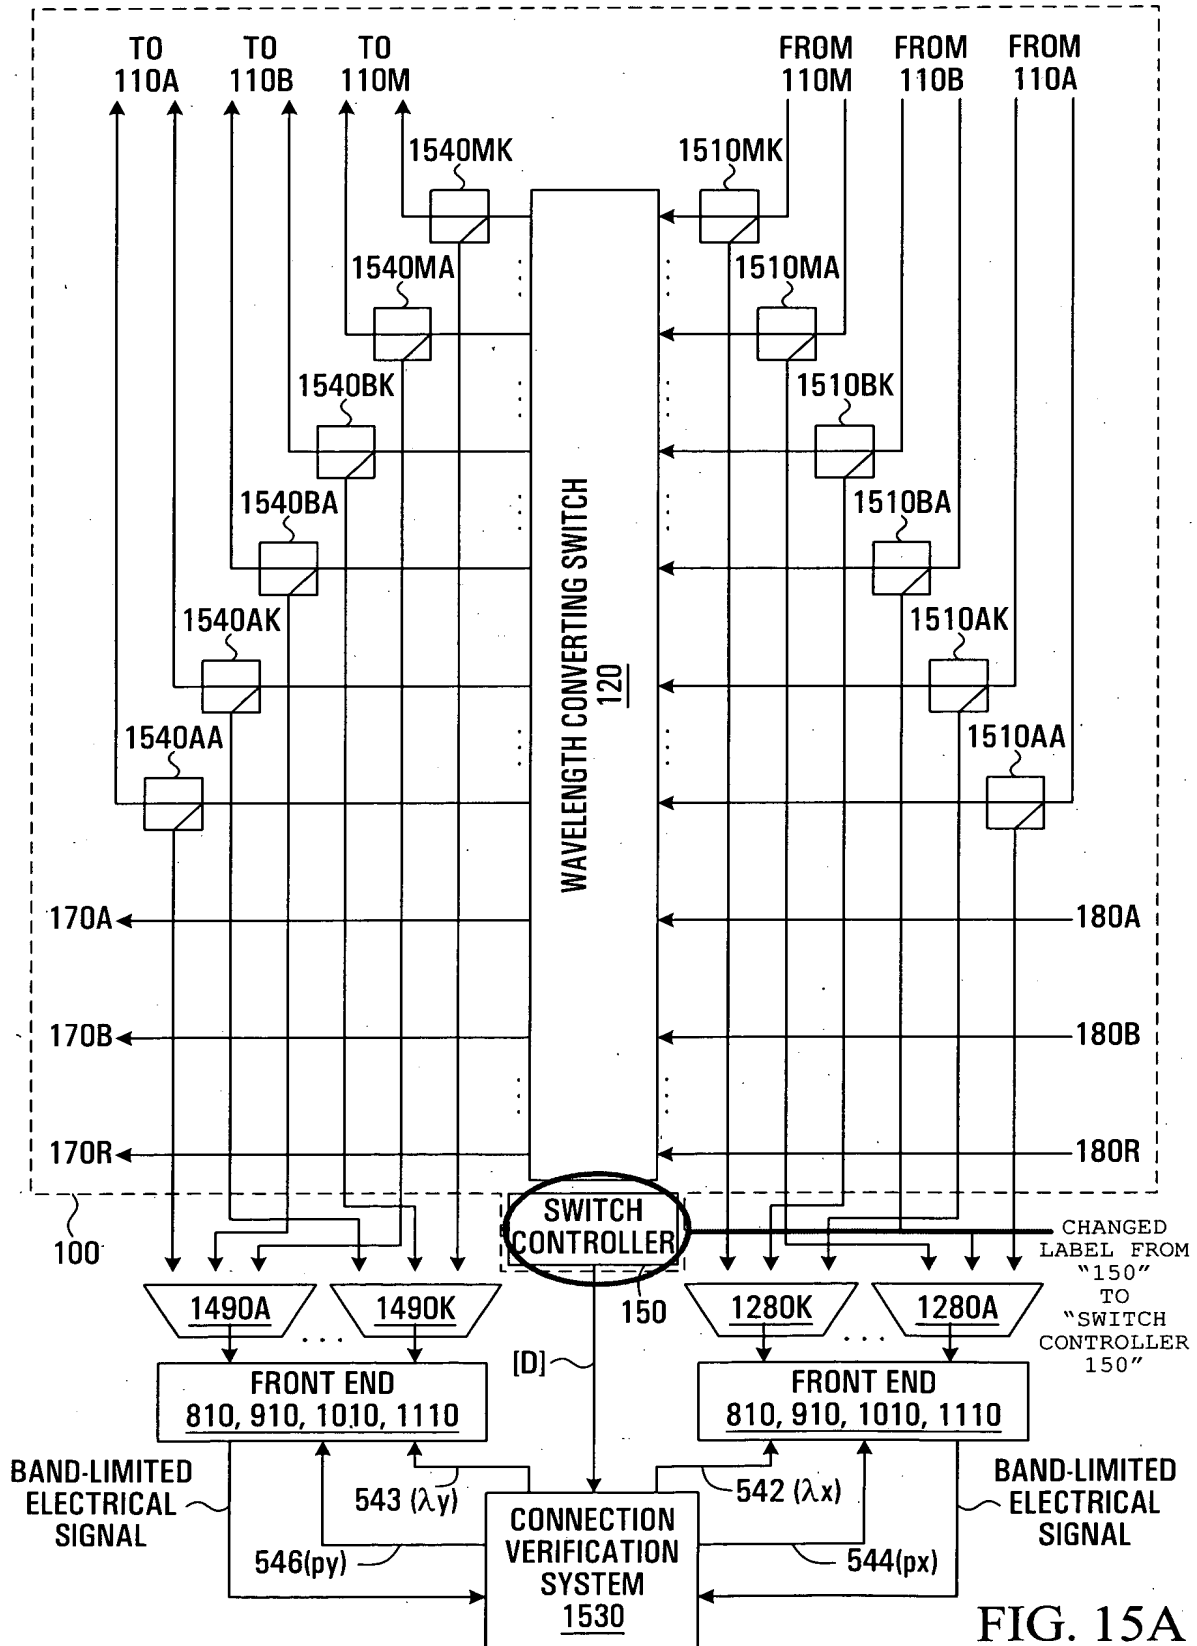 TO 110A
TO 110B
TO 110M
FROM 110M
FROM 110B
FROM 110A
1540MK
1510MK
1540MA
1510MA
1540BK
1510BK
1540BA
1510BA
1540AK
1510AK
1540AA
1510AA
WAVELENGTH CONVERTING SWITCH
120
170A
180A
170B
180B
170R
180R
100
SWITCH
CONTROLLER
150
CHANGED
LABEL FROM
"150"
TO
"SWITCH
CONTROLLER
150"
1490A
...
1490K
1280K
...
1280A
[D]
FRONT END
810, 910, 1010, 1110
FRONT END
810, 910, 1010, 1110
BAND-LIMITED
ELECTRICAL
SIGNAL
543 (λy)
546(py)
542 (λx)
544(px)
BAND-LIMITED
ELECTRICAL
SIGNAL
CONNECTION
VERIFICATION
SYSTEM
1530
FIG. 15A